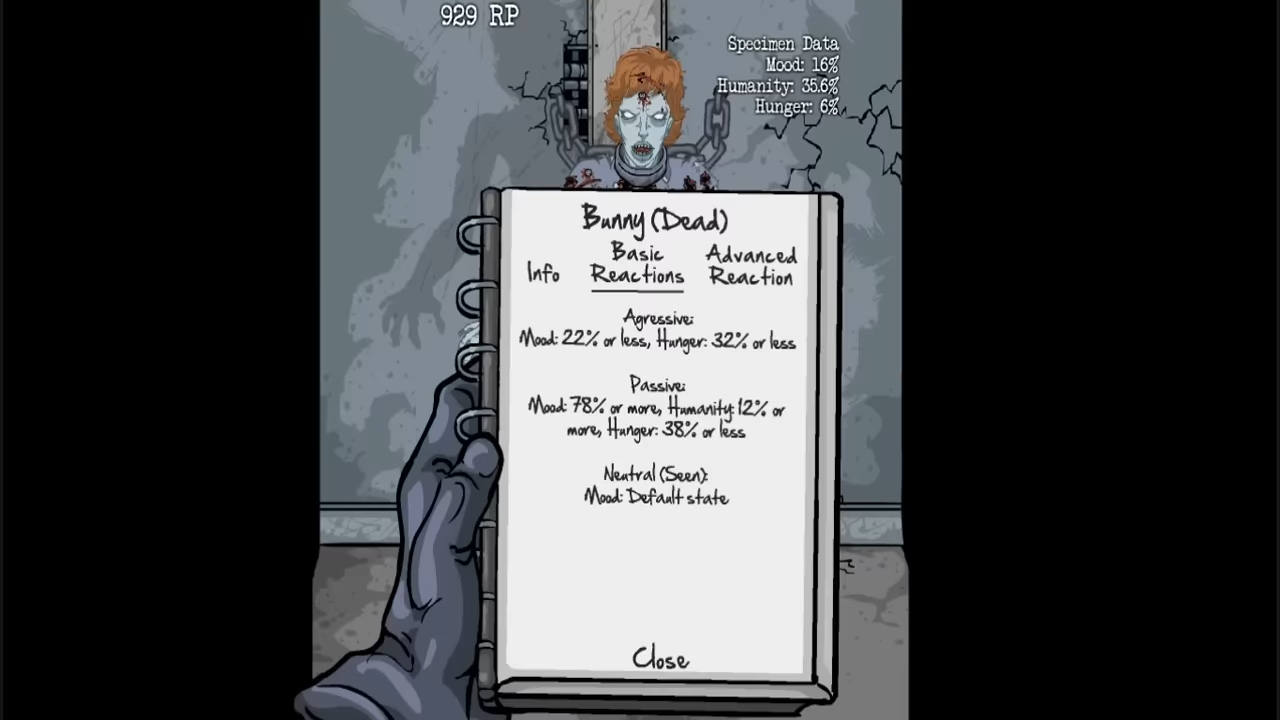 929 RP
Specimen Data
Mood: 16%
Humanity: 35.6%
Hunger: 6%
Bunny (Dead)
Info
Basic
Reactions
Advanced
Reaction
Agressive:
Mood: 22% or less, Hunger: 32% or less
Passive:
Mood: 78% or more, Humanity: 12% or
more, Hunger: 38% or less
Neutral (Seen):
Mood: Default state
Close